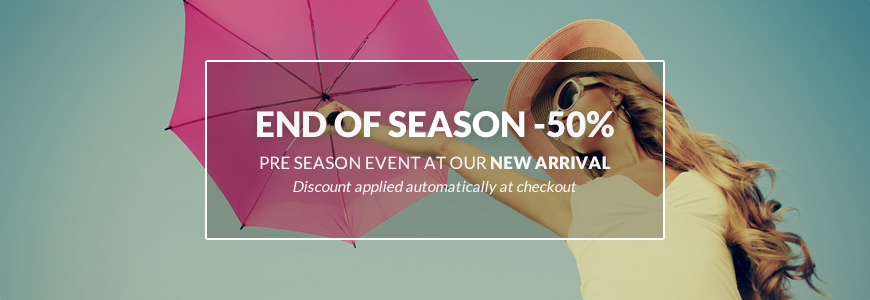 END OF SEASON -50%
PRE SEASON EVENT AT OUR NEW ARRIVAL
Discount applied automatically at checkout